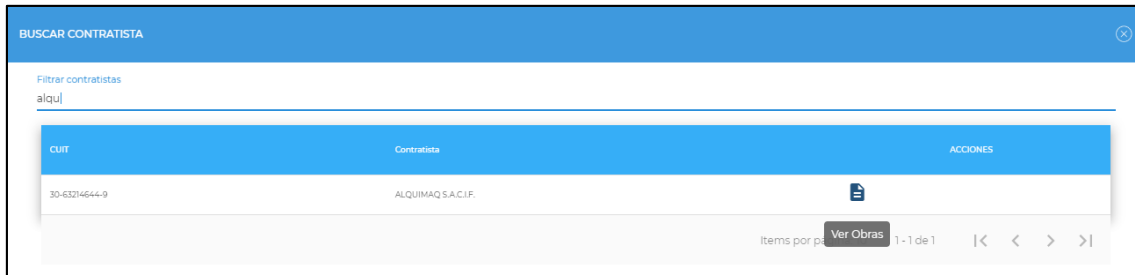 BUSCAR CONTRATISTA
Filtrar contratistas
alqu
CUIT Contratista ACCIONES
30-63214644-9 ALQUIMAQ S.A.C.I.F.
Ver Obras
Items por 1 - 1 de 1